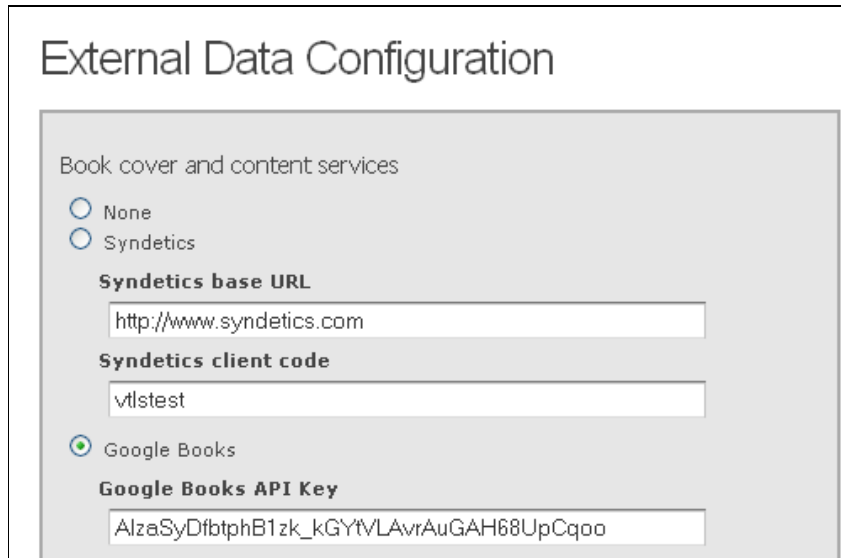 External Data Configuration
Book cover and content services
None
Syndetics
Syndetics base URL
http://www.syndetics.com
Syndetics client code
vtlstest
Google Books
Google Books API Key